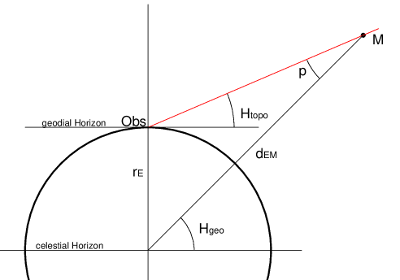 M
p
Htopo
geodial Horizon
Obs
dEM
rE
Hgeo
celestial Horizon